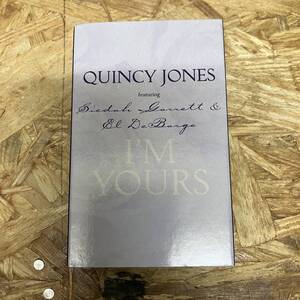 QUINCY JONES
featuring
Siedah Garrett &
El DeBarge
I'M
YOURS